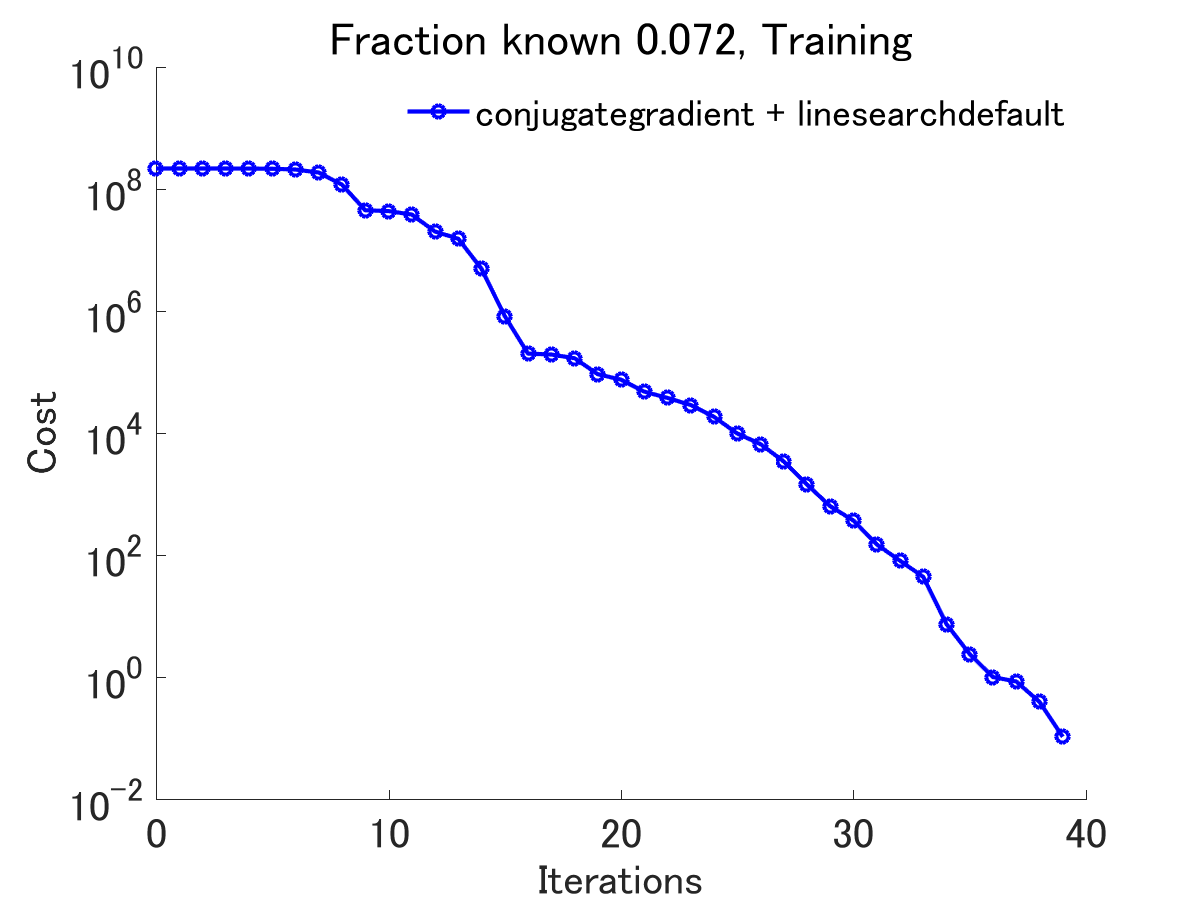 Fraction known 0.072, Training
conjugategradient + linesearchdefault
10^10
10^8
10^6
10^4
10^2
10^0
10^-2
Cost
0 10 20 30 40
Iterations